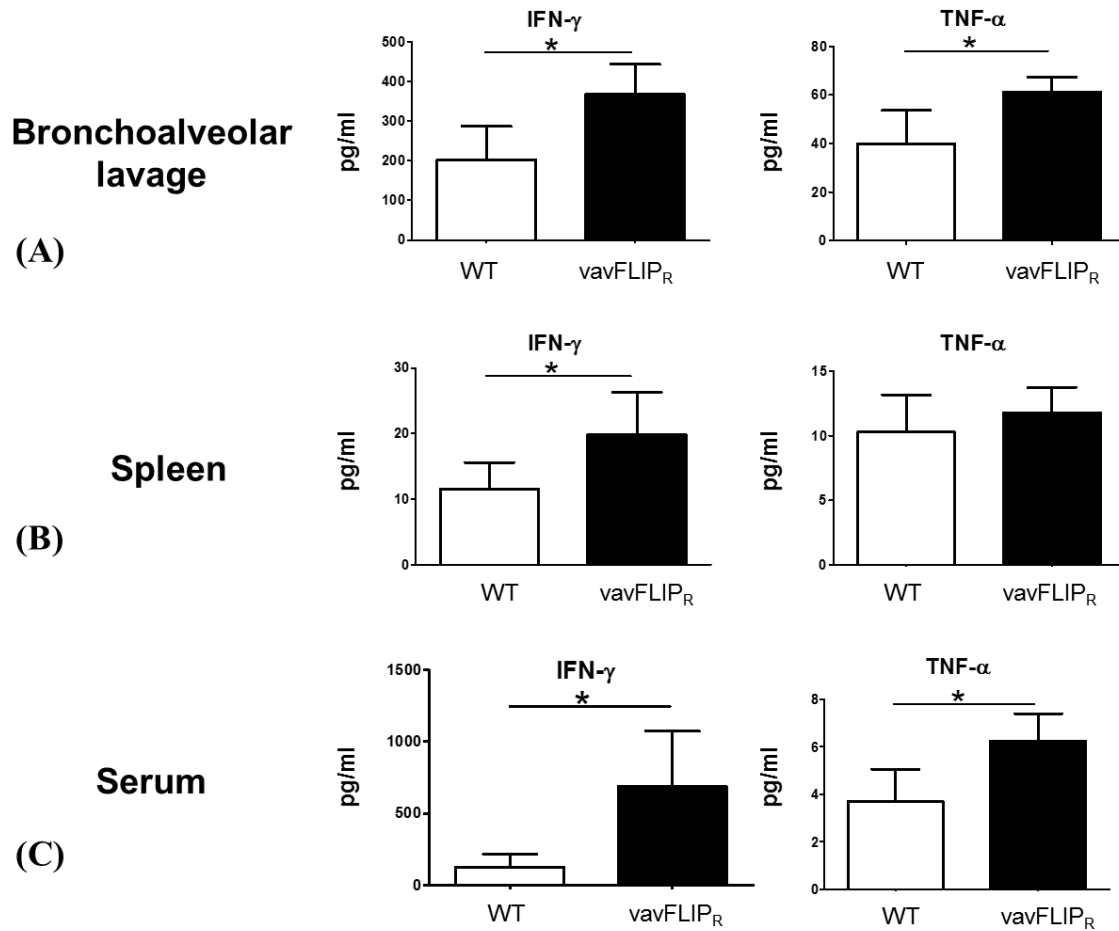 IFN-γ
*
500
400
300
200
100
0
pg/ml
WT
vavFLIPR
TNF-α
*
80
60
40
20
0
pg/ml
WT
vavFLIPR
Bronchoalveolar
lavage
(A)
IFN-γ
*
30
20
10
0
pg/ml
WT
vavFLIPR
TNF-α
15
10
5
0
pg/ml
WT
vavFLIPR
Spleen
(B)
IFN-γ
*
1500
1000
500
0
pg/ml
WT
vavFLIPR
TNF-α
*
8
6
4
2
0
pg/ml
WT
vavFLIPR
Serum
(C)